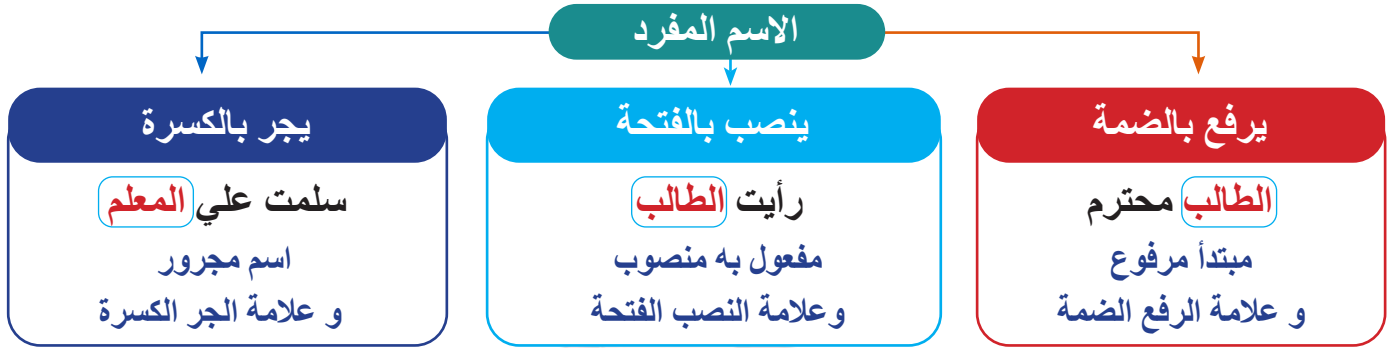 الاسم المفرد
يرفع بالضمة
الطالب محترم
مبتدأ مرفوع
و علامة الرفع الضمة
ينصب بالفتحة
رأيت الطالب
مفعول به منصوب
وعلامة النصب الفتحة
يجر بالكسرة
سلمت علي المعلم
اسم مجرور
و علامة الجر الكسرة